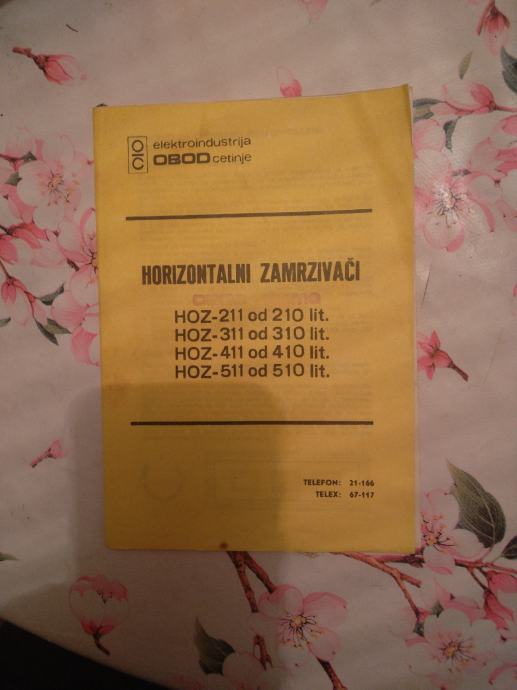 elektroindustrija
OBOD cetinje
HORIZONTALNI ZAMRZIVAČI
HOZ-211 od 210 lit.
HOZ-311 od 310 lit.
HOZ-411 od 410 lit.
HOZ-511 od 510 lit.
TELEFON: 21-166
TELEX: 67-117